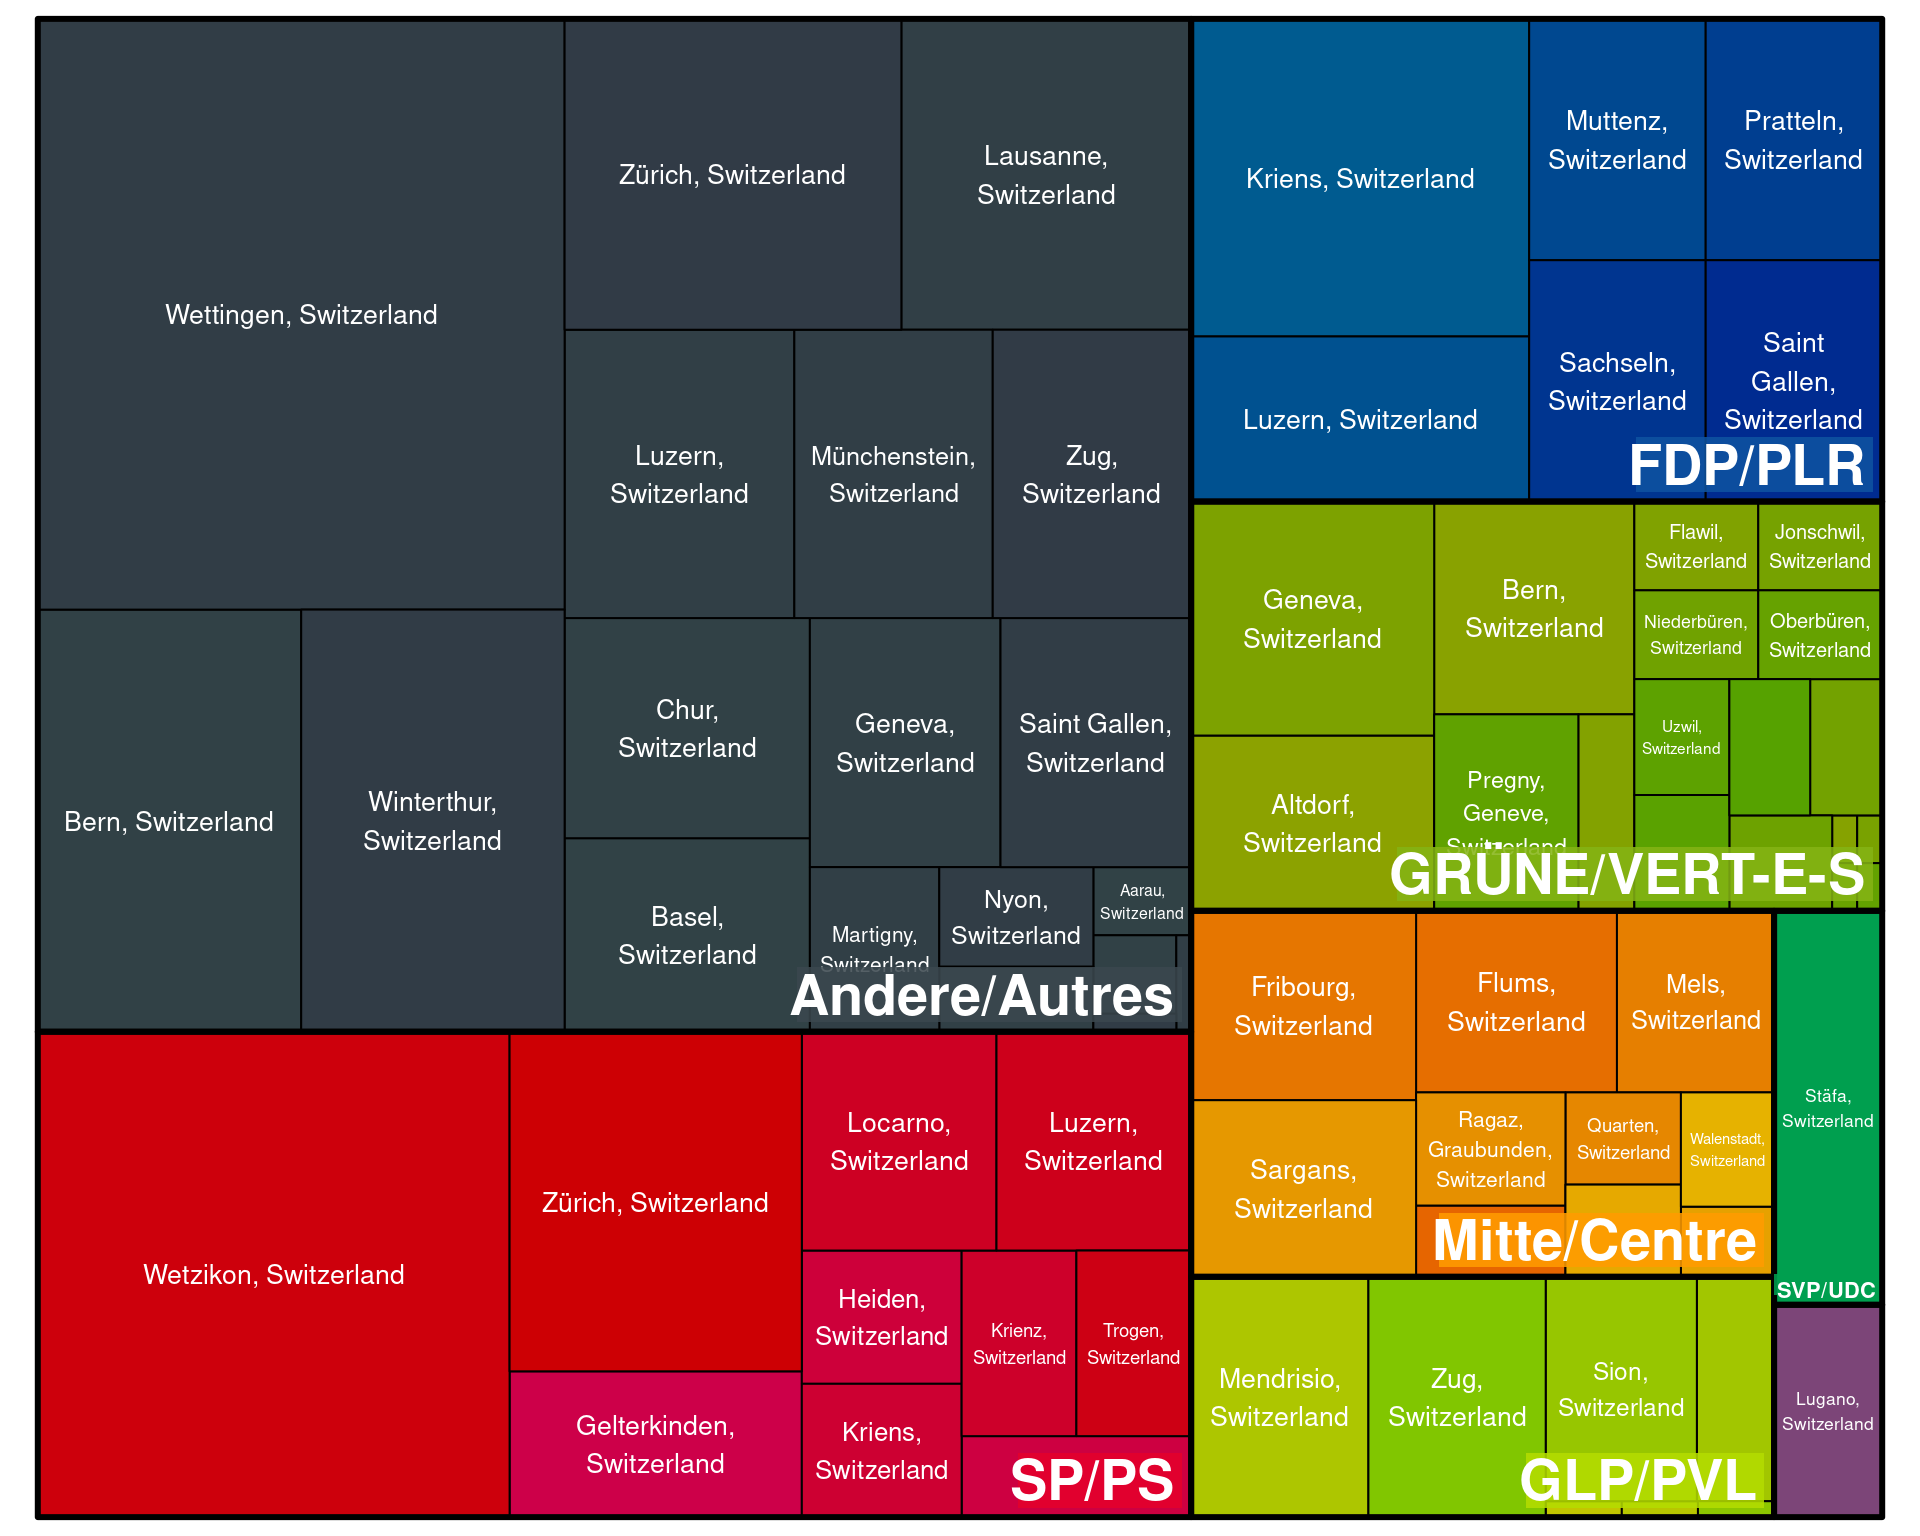 Wettingen, Switzerland
Zürich, Switzerland
Lausanne,
Switzerland
Luzern,
Switzerland
Münchenstein,
Switzerland
Zug,
Switzerland
Bern, Switzerland
Winterthur,
Switzerland
Chur,
Switzerland
Geneva,
Switzerland
Saint Gallen,
Switzerland
Basel,
Switzerland
Martigny,
Switzerland
Nyon,
Switzerland
Aarau,
Switzerland
Andere/Autres
Kriens, Switzerland
Muttenz,
Switzerland
Pratteln,
Switzerland
Luzern, Switzerland
Sachseln,
Switzerland
Saint
Gallen,
Switzerland
FDP/PLR
Geneva,
Switzerland
Bern,
Switzerland
Flawil,
Switzerland
Jonschwil,
Switzerland
Niederbüren,
Switzerland
Oberbüren,
Switzerland
Uzwil,
Switzerland
Altdorf,
Switzerland
Pregny,
Geneve,
Switzerland
GRÜNE/VERT-E-S
Wetzikon, Switzerland
Zürich, Switzerland
Locarno,
Switzerland
Luzern,
Switzerland
Gelterkinden,
Switzerland
Heiden,
Switzerland
Krienz,
Switzerland
Trogen,
Switzerland
Kriens,
Switzerland
SP/PS
Fribourg,
Switzerland
Flums,
Switzerland
Mels,
Switzerland
Sargans,
Switzerland
Ragaz,
Graubunden,
Switzerland
Quarten,
Switzerland
Walenstadt,
Switzerland
Mitte/Centre
Stäfa,
Switzerland
SVP/UDC
Mendrisio,
Switzerland
Zug,
Switzerland
Sion,
Switzerland
GLP/PVL
Lugano,
Switzerland